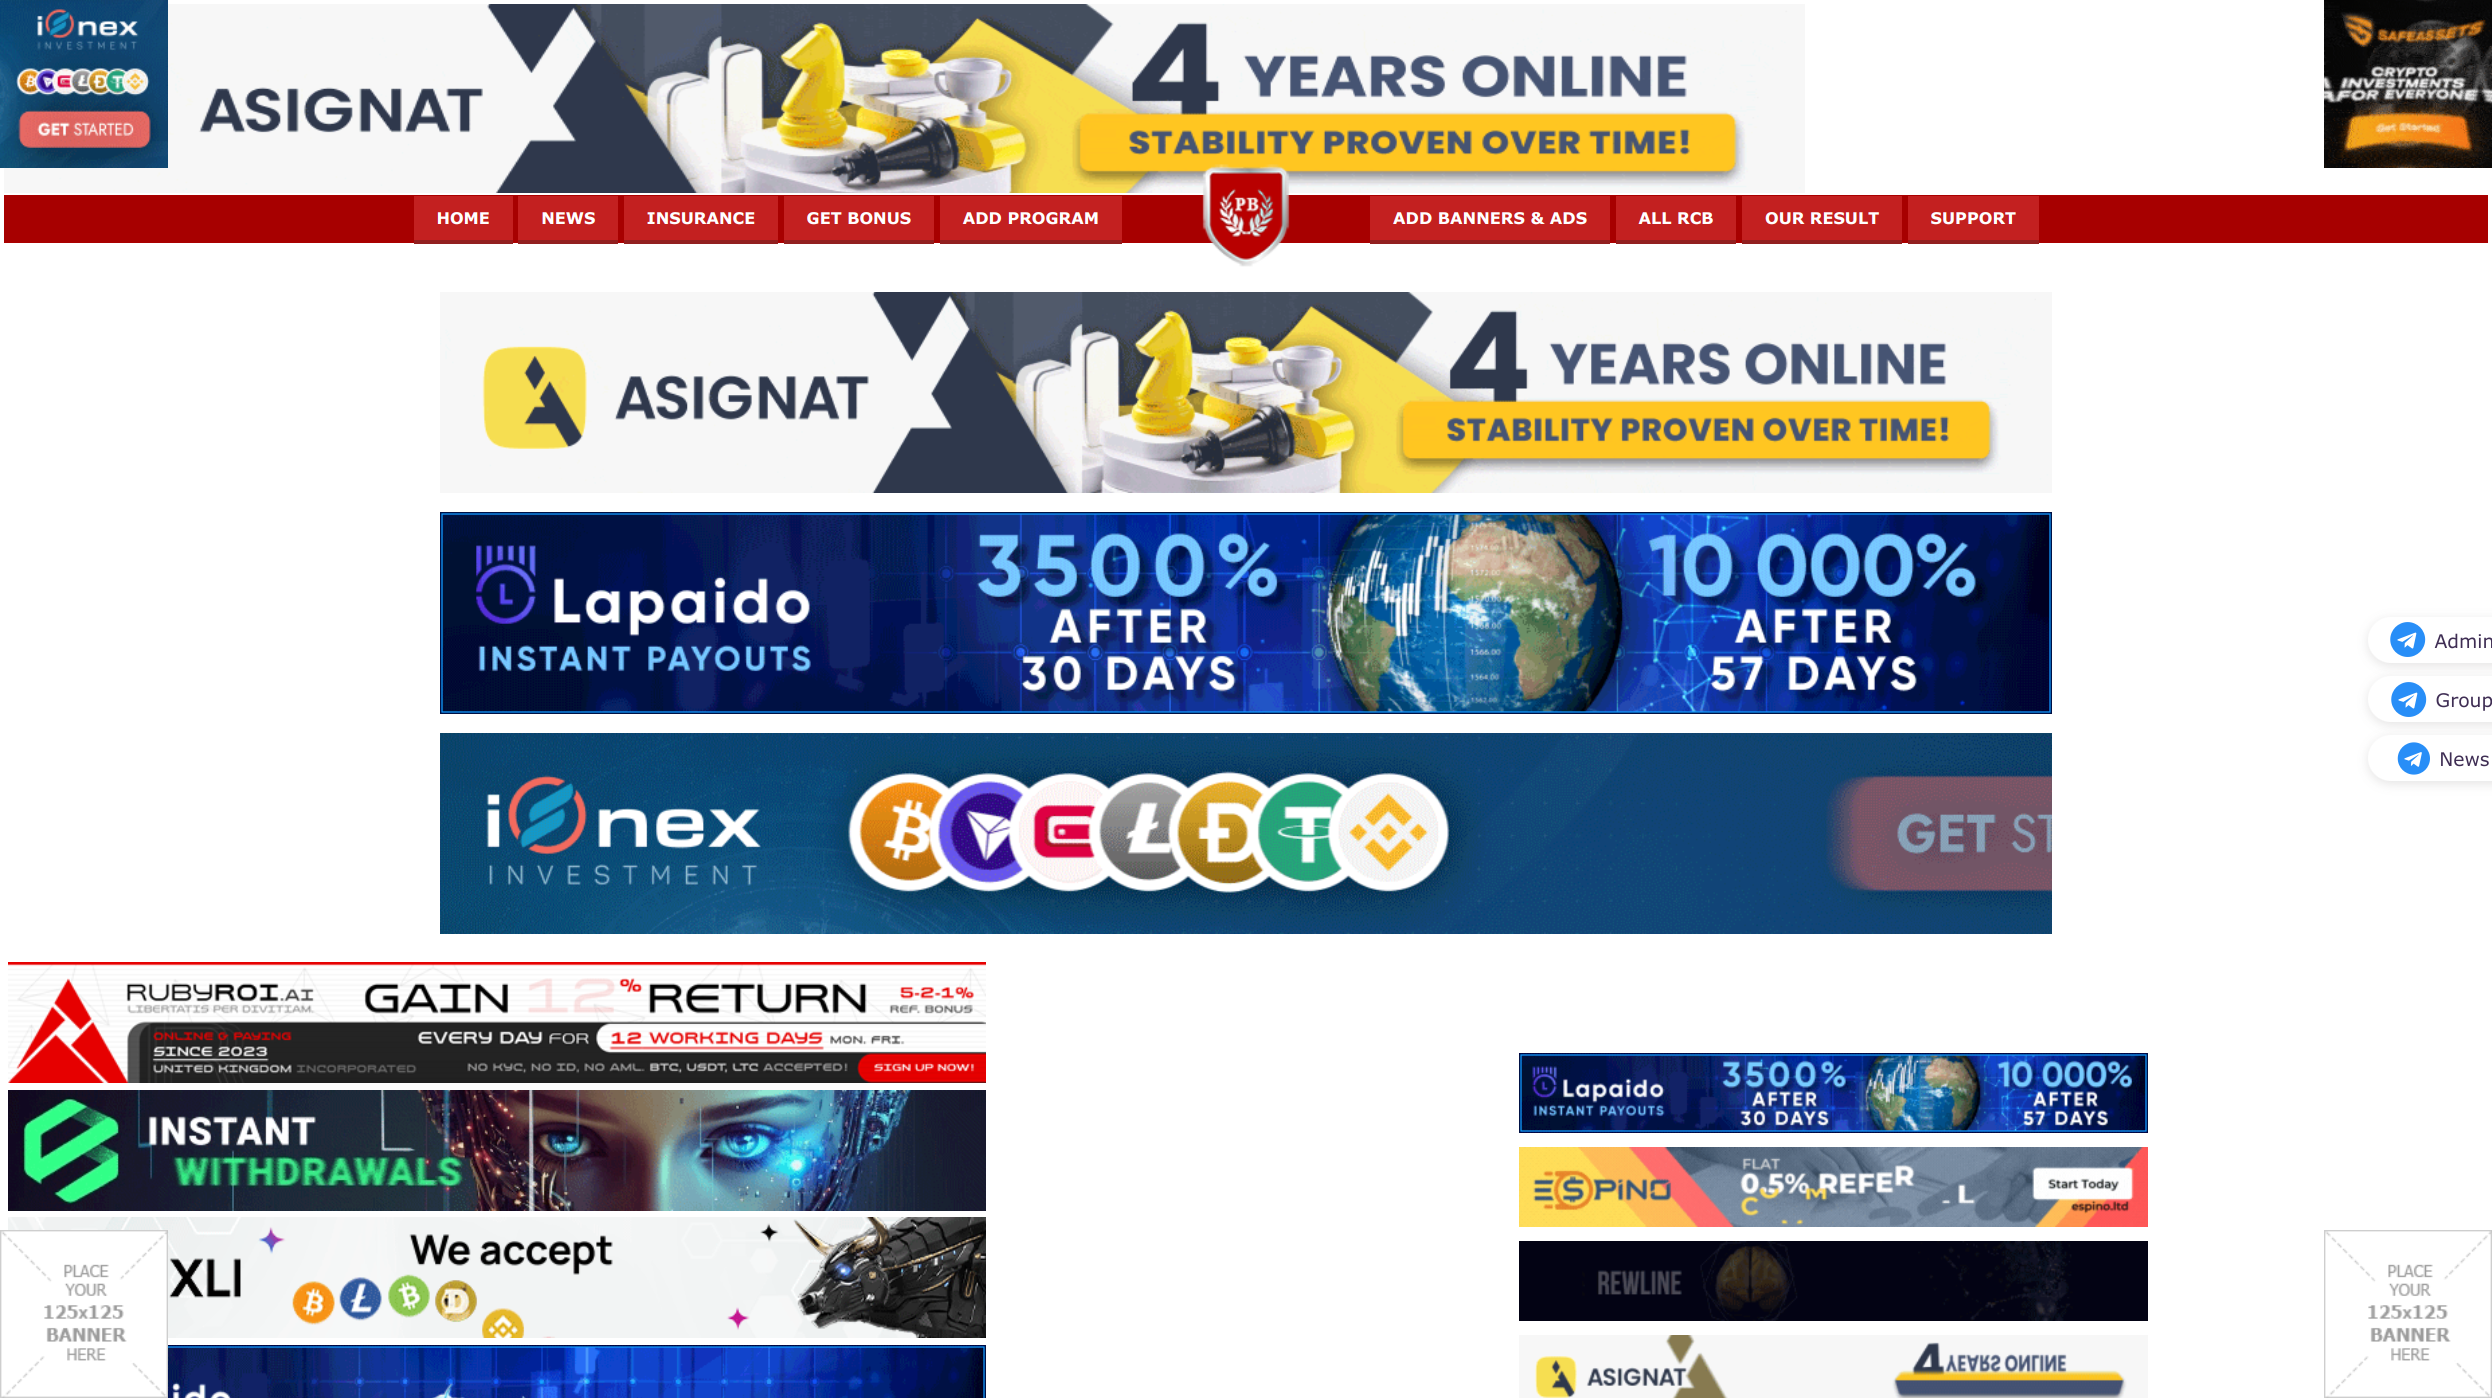 iOnex
INVESTMENT
GET STARTED
ASIGNAT
4 YEARS ONLINE
STABILITY PROVEN OVER TIME!
SAFEASSETS
CRYPTO
INVESTMENTS
FOR EVERYONE
Get Started
HOME
NEWS
INSURANCE
GET BONUS
ADD PROGRAM
PB
ADD BANNERS & ADS
ALL RCB
OUR RESULT
SUPPORT
ASIGNAT
4 YEARS ONLINE
STABILITY PROVEN OVER TIME!
Lapaido
INSTANT PAYOUTS
3500%
AFTER
30 DAYS
10 000%
AFTER
57 DAYS
Admin
Group
News
iOnex
INVESTMENT
GET ST
RUBYROI.AI
LIBERTATIS PER DIVITIAM.
GAIN 12% RETURN
5-2-1%
REF. BONUS
ONLINE & PAYING
SINCE 2023
UNITED KINGDOM INCORPORATED
EVERY DAY FOR 12 WORKING DAYS MON. FRI.
NO KYC, NO ID, NO AML. BTC, USDT, LTC ACCEPTED!
SIGN UP NOW!
INSTANT
WITHDRAWALS
XLI
We accept
PLACE
YOUR
125x125
BANNER
HERE
Lapaido
INSTANT PAYOUTS
3500%
AFTER
30 DAYS
10 000%
AFTER
57 DAYS
ESPINO
FLAT
0.5% REFER
Start Today
espino.ltd
REWLINE
ASIGNAT
4 YEARS ONLINE
PLACE
YOUR
125x125
BANNER
HERE